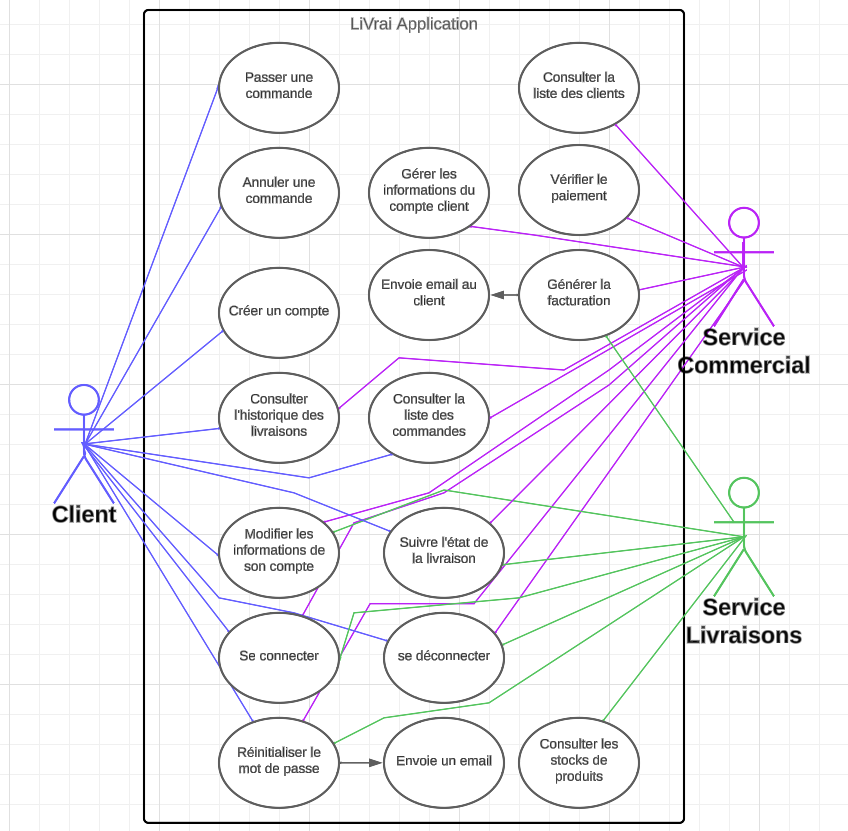 LiVrai Application
Passer une
commande
Consulter la
liste des clients
Annuler une
commande
Gérer les
informations du
compte client
Vérifier le
paiement
Créer un compte
Envoie email au
client
Générer la
facturation
Service
Commercial
Consulter
l'historique des
livraisons
Consulter la
liste des
commandes
Client
Modifier les
informations de
son compte
Suivre l'état de
la livraison
Service
Livraisons
Se connecter
se déconnecter
Réinitialiser le
mot de passe
Envoie un email
Consulter les
stocks de
produits